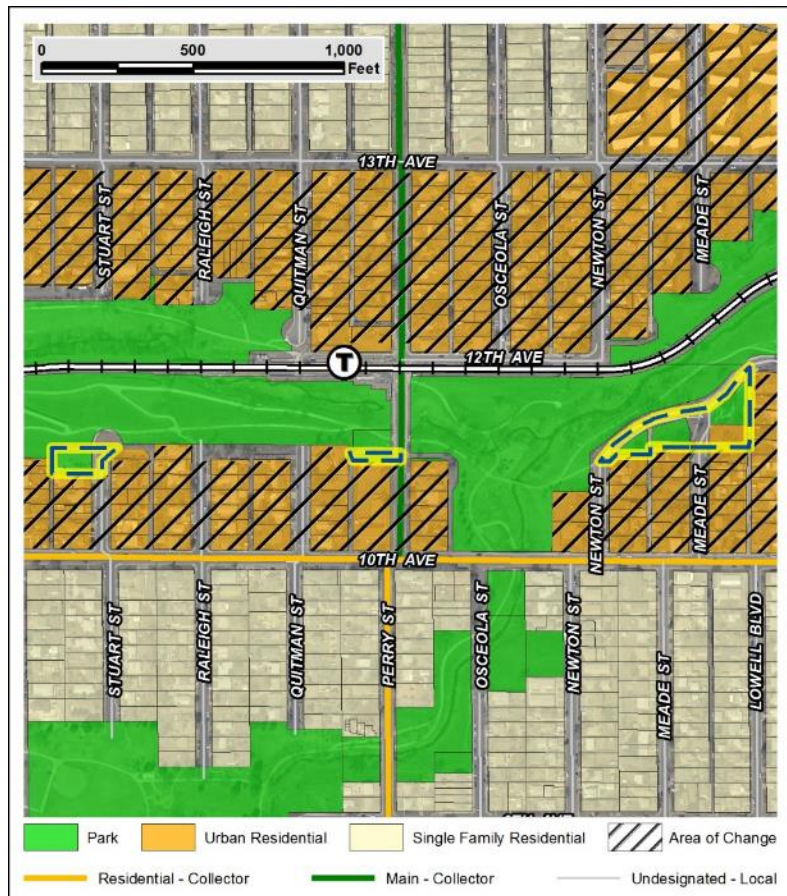 0 500 1,000
Feet
13TH AVE
STUART ST
RALEIGH ST
QUITMAN ST
OSCEOLA ST
NEWTON ST
MEADE ST
12TH AVE
T
NEWTON ST
MEADE ST
10TH AVE
STUART ST
RALEIGH ST
QUITMAN ST
PERRY ST
OSCEOLA ST
NEWTON ST
MEADE ST
LOWELL BLVD
Park Urban Residential Single Family Residential Area of Change
Residential - Collector Main - Collector Undesignated - Local